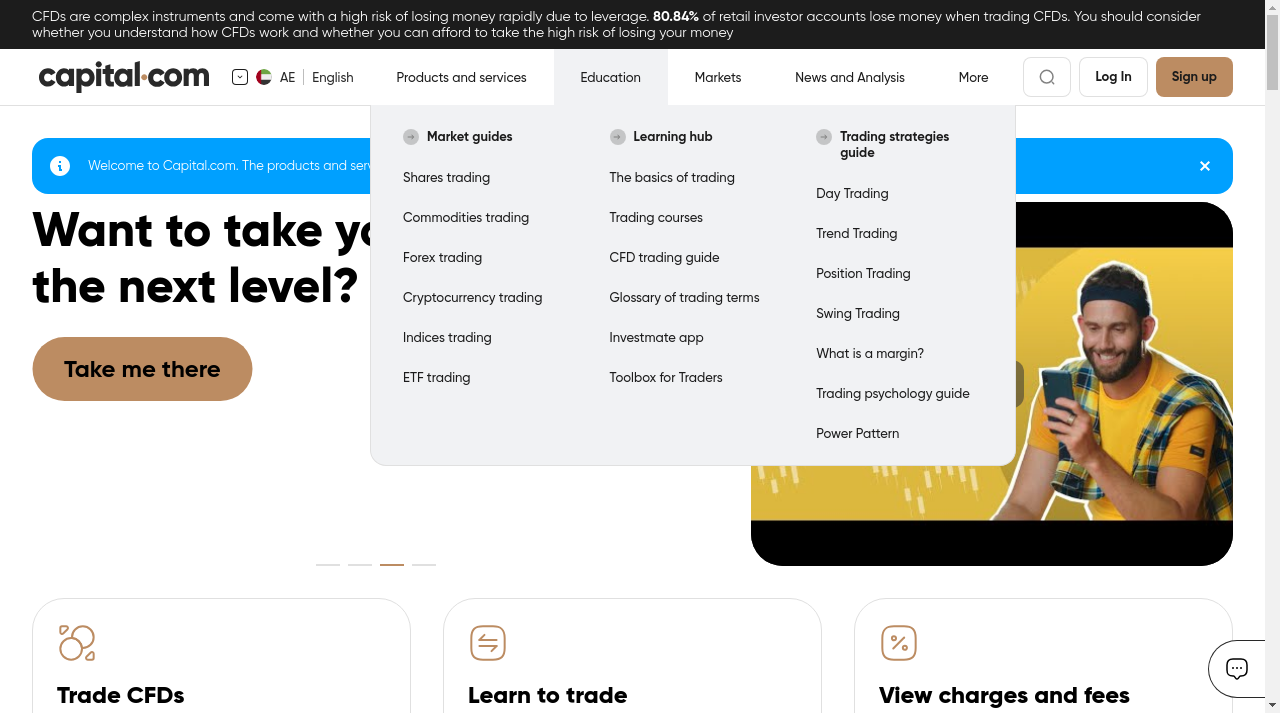 CFDs are complex instruments and come with a high risk of losing money rapidly due to leverage. 80.84% of retail investor accounts lose money when trading CFDs. You should consider
whether you understand how CFDs work and whether you can afford to take the high risk of losing your money
capital.com
AE
English
Products and services
Education
Markets
News and Analysis
More
Log In
Sign up
Market guides
Shares trading
Commodities trading
Forex trading
Cryptocurrency trading
Indices trading
ETF trading
Learning hub
The basics of trading
Trading courses
CFD trading guide
Glossary of trading terms
Investmate app
Toolbox for Traders
Trading strategies
guide
Day Trading
Trend Trading
Position Trading
Swing Trading
What is a margin?
Trading psychology guide
Power Pattern
Welcome to Capital.com. The products and
Want to take
the next level?
Take me there
Trade CFDs
Learn to trade
View charges and fees